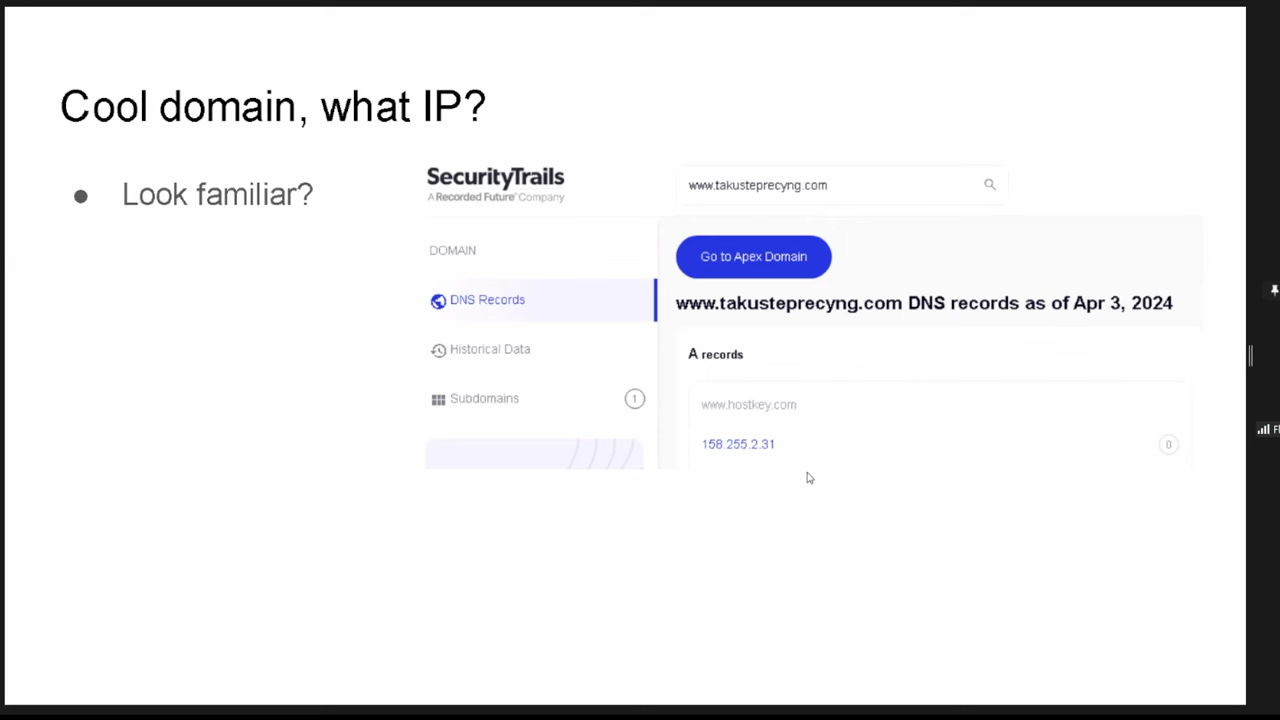 Cool domain, what IP?
● Look familiar?
SecurityTrails
A Recorded Future® Company
www.takusteprecyng.com
DOMAIN
Go to Apex Domain
DNS Records
www.takusteprecyng.com DNS records as of Apr 3, 2024
Historical Data
A records
Subdomains
1
www.hostkey.com
158.255.2.31
0